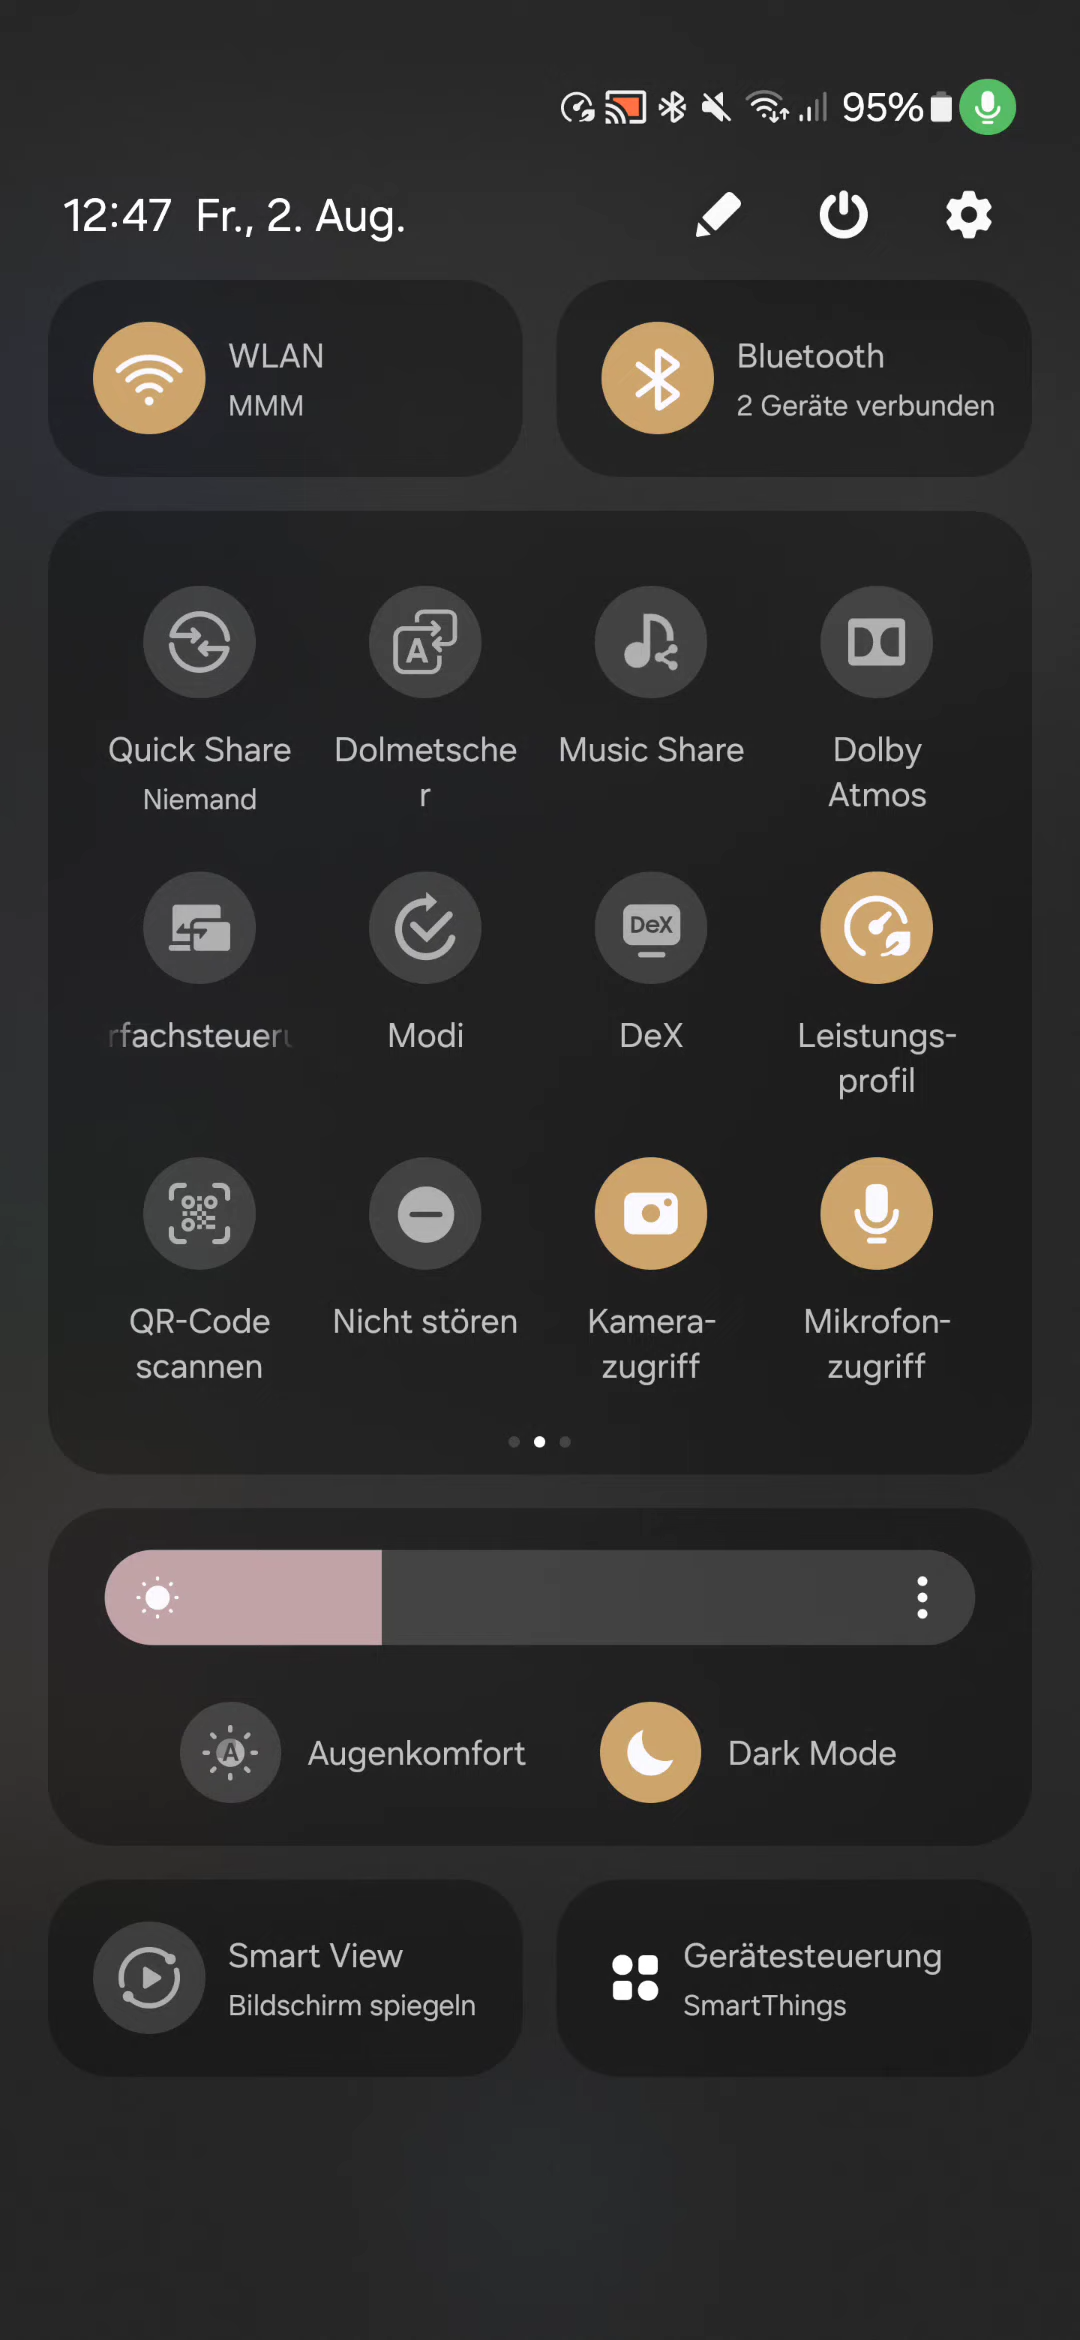 95%
12:47 Fr., 2. Aug.
WLAN
MMM
Bluetooth
2 Geräte verbunden
Quick Share
Niemand
Dolmetsche
r
Music Share
Dolby
Atmos
rfachsteueru
Modi
DeX
DeX
Leistungs-
profil
QR-Code
scannen
Nicht stören
Kamera-
zugriff
Mikrofon-
zugriff
Augenkomfort
Dark Mode
Smart View
Bildschirm spiegeln
Gerätesteuerung
SmartThings